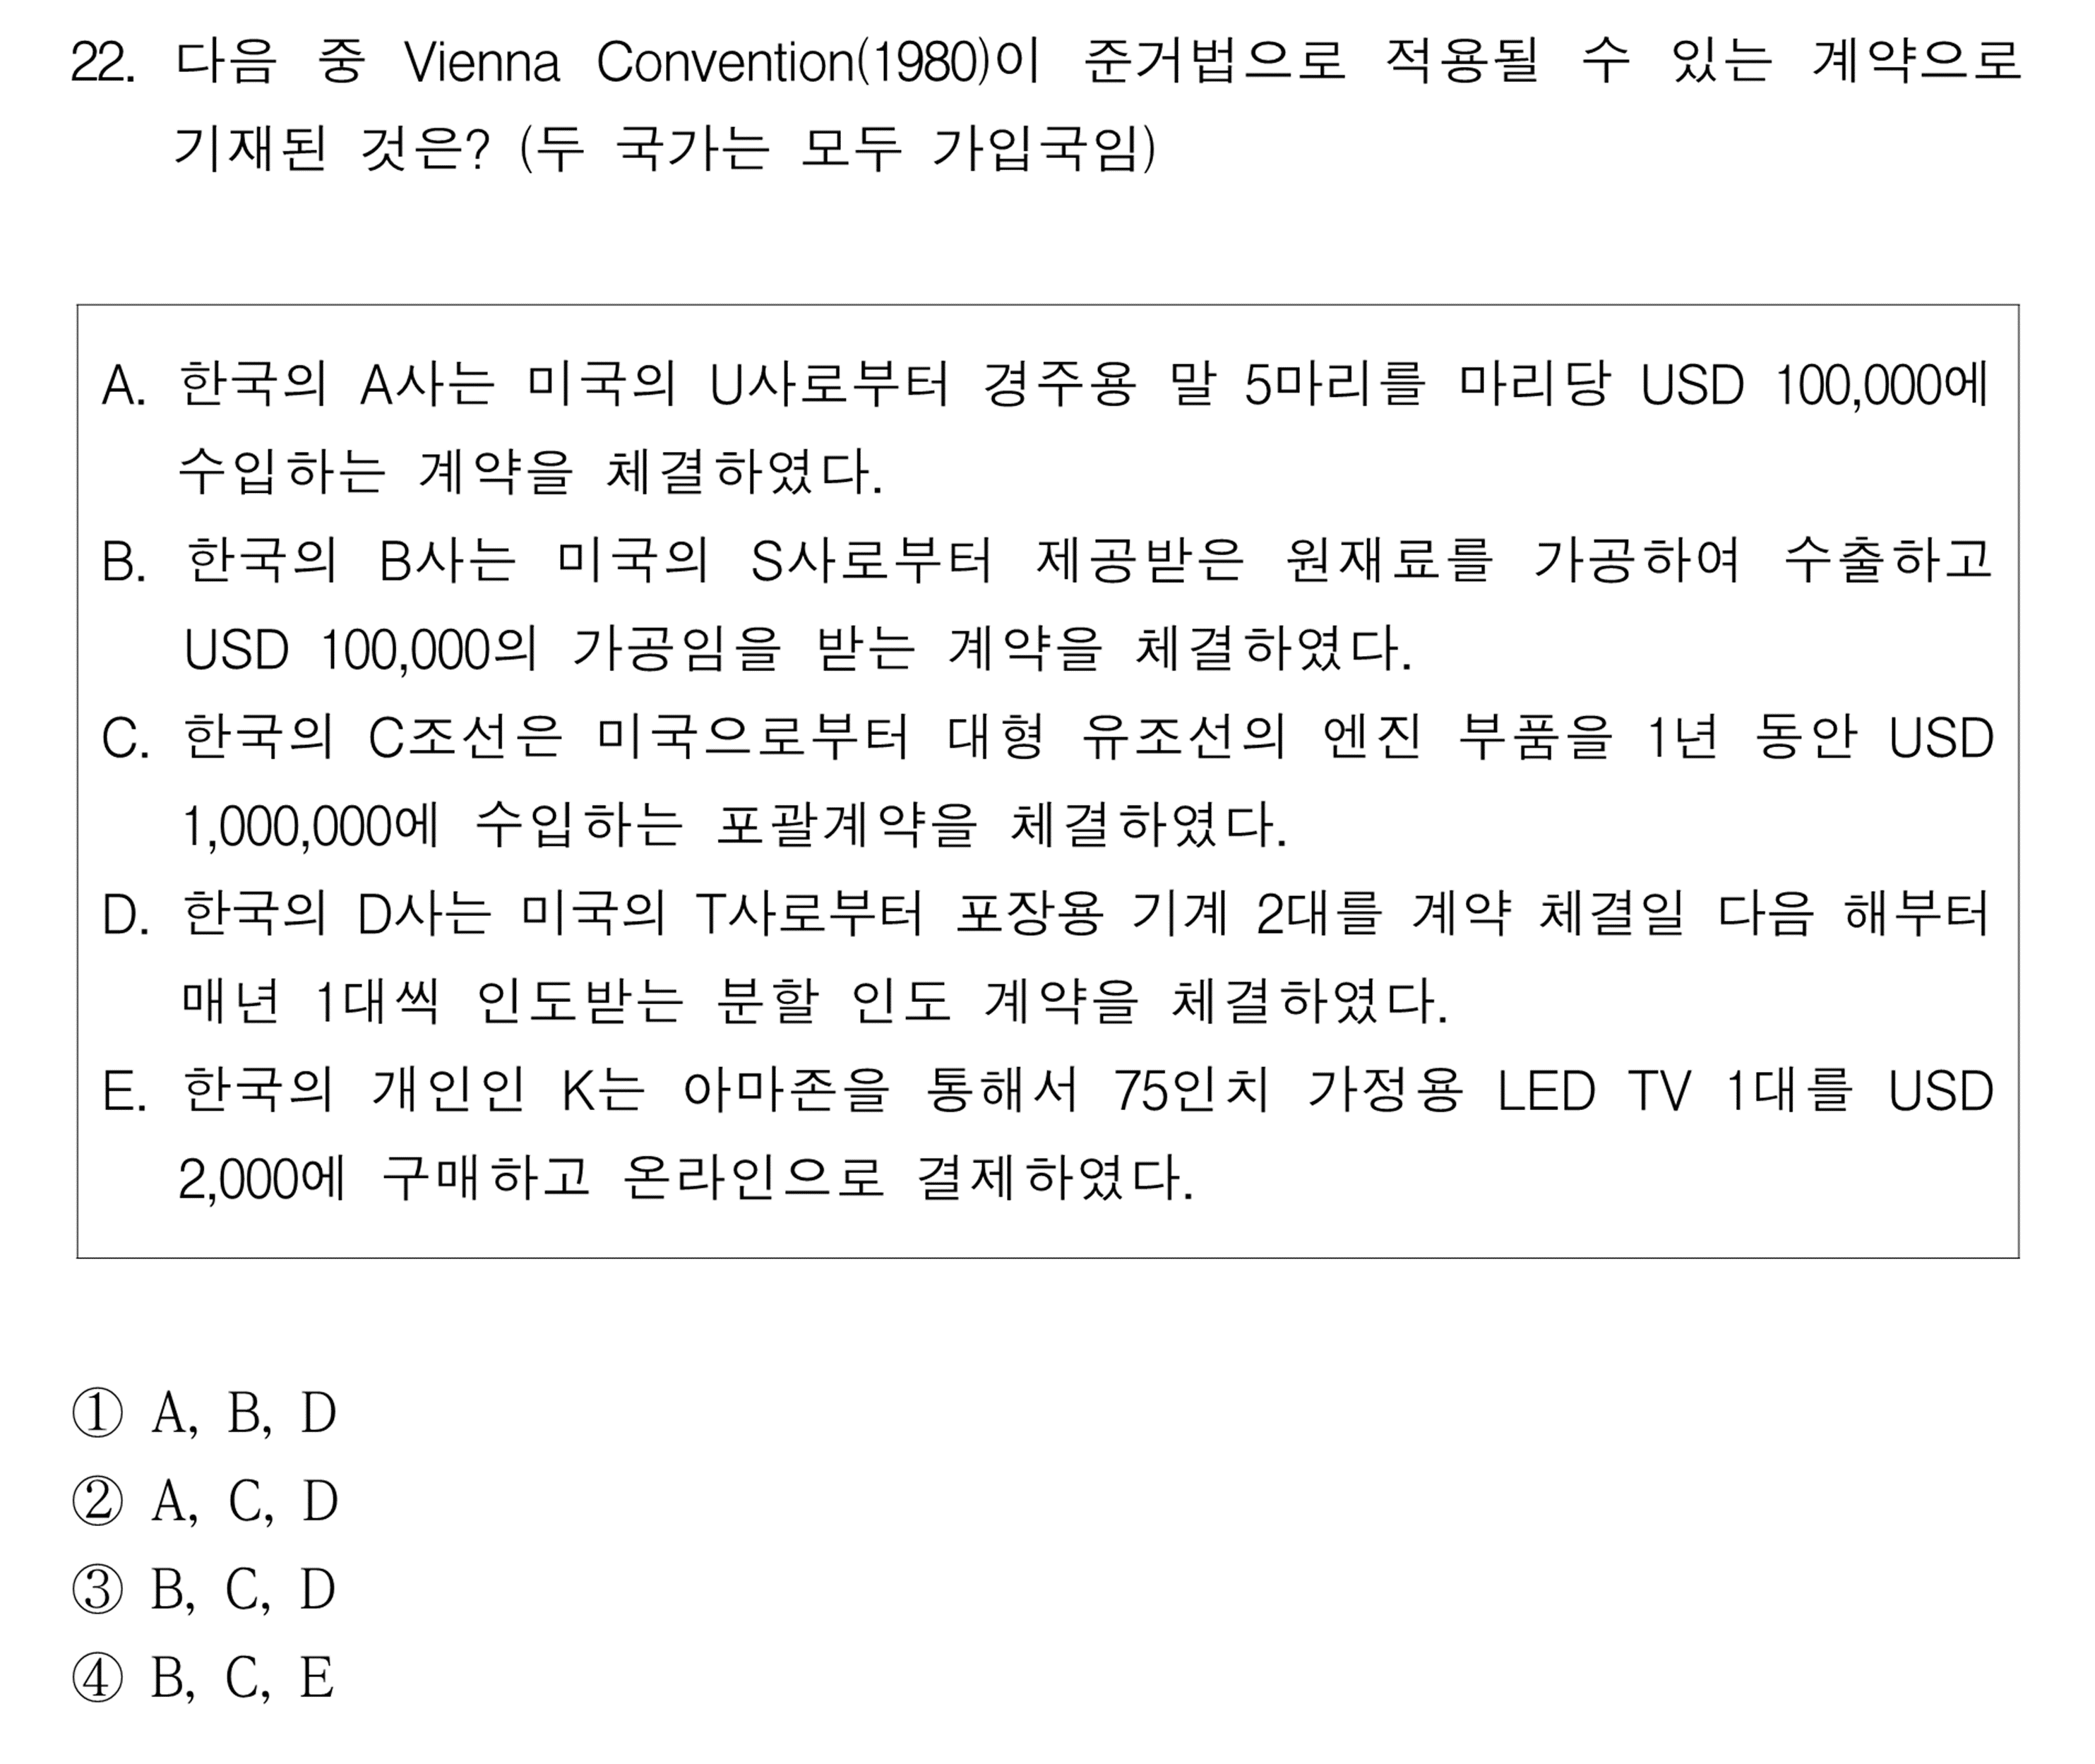 22. 다음 중 Vienna Convention(1980)이 준거법으로 적용될 수 있는 계약으로
기재된 것은? (두 국가는 모두 가입국임)
A. 한국의 A사는 미국의 U사로부터 경주용 말 5마리를 마리당 USD 100,000에
수입하는 계약을 체결하였다.
B. 한국의 B사는 미국의 S사로부터 제공받은 원재료를 가공하여 수출하고
USD 100,000의 가공임을 받는 계약을 체결하였다.
C. 한국의 C조선은 미국으로부터 대형 유조선의 엔진 부품을 1년 동안 USD
1,000,000에 수입하는 포괄계약을 체결하였다.
D. 한국의 D사는 미국의 T사로부터 포장용 기계 2대를 계약 체결일 다음 해부터
매년 1대씩 인도받는 분할 인도 계약을 체결하였다.
E. 한국의 개인인 K는 아마존을 통해서 75인치 가정용 LED TV 1대를 USD
2,000에 구매하고 온라인으로 결제하였다.
① A, B, D
② A, C, D
③ B, C, D
④ B, C, E